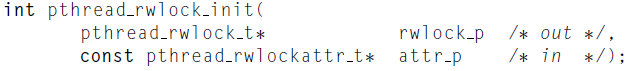 int pthread_rwlock_init(
pthread_rwlock_t* rwlock_p /* out */,
const pthread_rwlockattr_t* attr_p /* in */);